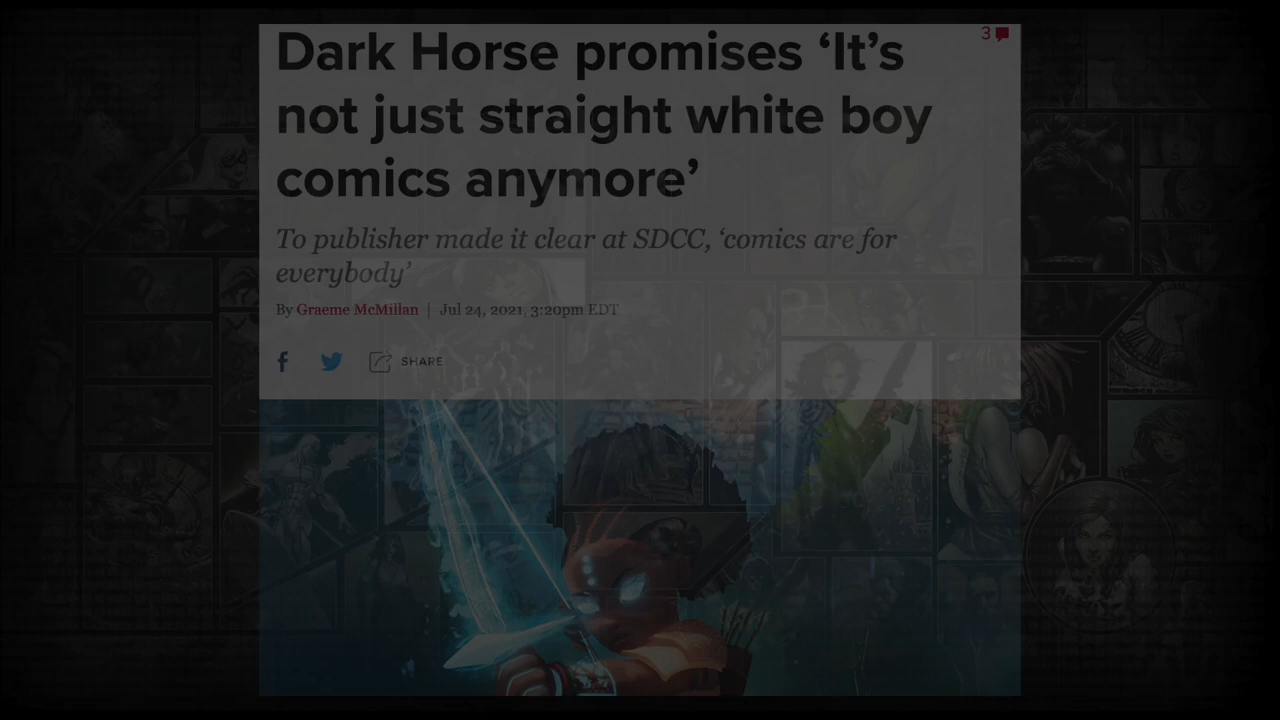 Dark Horse promises ‘It’s
3
not just straight white boy
comics anymore’
To publisher made it clear at SDCC, ‘comics are for
everybody’
By Graeme McMillan | Jul 24, 2021, 3:20pm EDT
SHARE